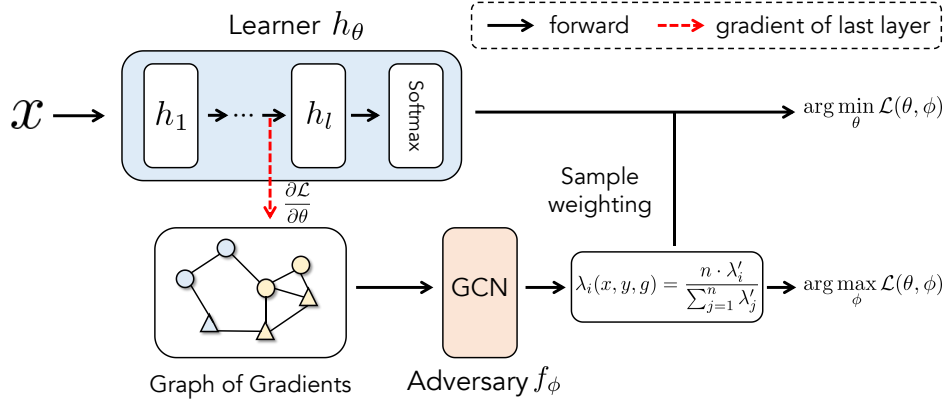 Learner $h_\theta$
forward
gradient of last layer
$x$
$h_1$
...
$h_l$
Softmax
$\arg\min_{\theta} \mathcal{L}(\theta, \phi)$
$\frac{\partial \mathcal{L}}{\partial \theta}$
Sample
weighting
GCN
$\lambda_i(x, y, g) = \frac{n \cdot \lambda'_i}{\sum_{j=1}^{n} \lambda'_j}$
$\arg\max_{\phi} \mathcal{L}(\theta, \phi)$
Graph of Gradients
Adversary $f_\phi$